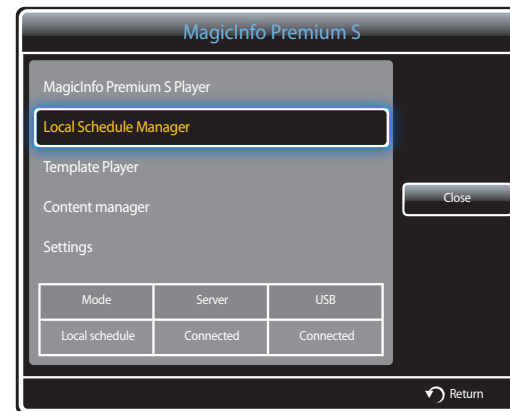 MagicInfo Premium S
MagicInfo Premium S Player
Local Schedule Manager
Template Player
Content manager
Settings
Close
Mode Server USB
Local schedule Connected Connected
Return